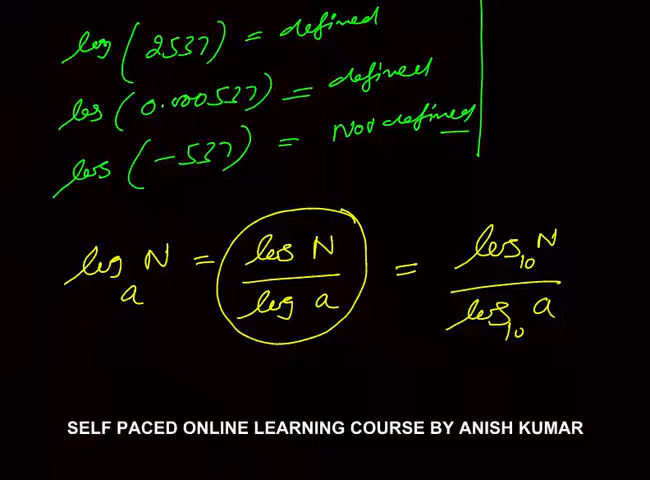 log (2537) = defined
log (0.000537) = defined
log (-537) = Not defined
log_a N = log N / log a = log_10 N / log_10 a
SELF PACED ONLINE LEARNING COURSE BY ANISH KUMAR